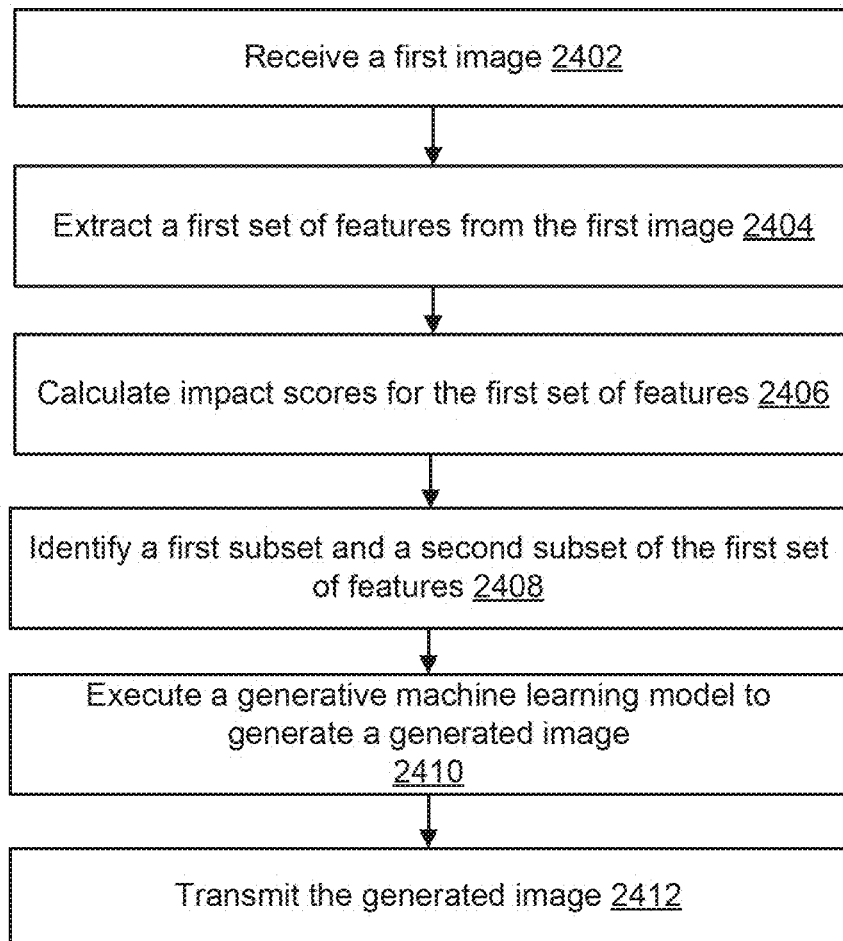 Receive a first image 2402
Extract a first set of features from the first image 2404
Calculate impact scores for the first set of features 2406
Identify a first subset and a second subset of the first set
of features 2408
Execute a generative machine learning model to
generate a generated image
2410
Transmit the generated image 2412